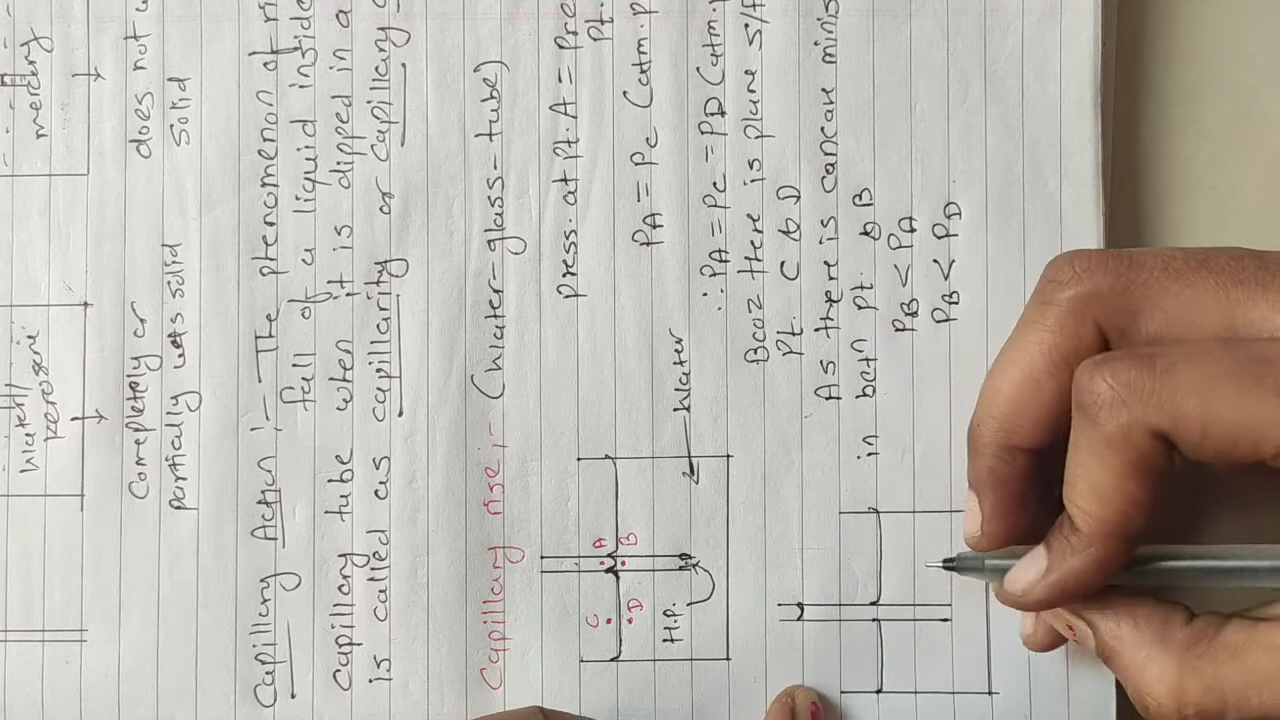 mercury
Water/
kerosene
Comepletely or
partially wets solid
does not
solid
Capillary Action :- The phenomenon of
fall of a liquid inside
capillary tube when it is dipped in a
is called as capillarity or capillary
Capillary rise :- (Water-glass-tube)
press. at pt. A = Pre
Pt.
PA = PC (atm. p
∴ PA = PC = PD (atm. p
Bcoz there is plane s/f
Pt. C & D
As there is concave minis
in both pt. & B
PB < PA
PB < PD
A
B
C
D
H.P.
Water